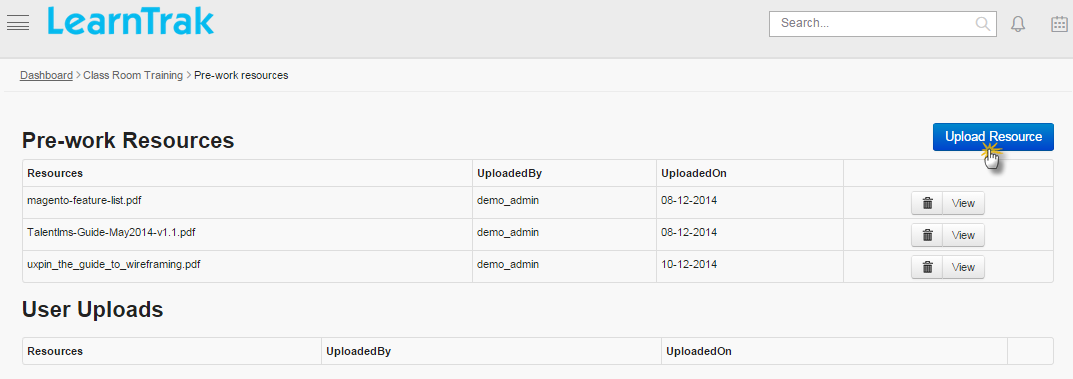 LearnTrak
Search...
Dashboard > Class Room Training > Pre-work resources
Pre-work Resources
Upload Resource
Resources UploadedBy UploadedOn
magento-feature-list.pdf demo_admin 08-12-2014 View
Talentlms-Guide-May2014-v1.1.pdf demo_admin 08-12-2014 View
uxpin_the_guide_to_wireframing.pdf demo_admin 10-12-2014 View
User Uploads
Resources UploadedBy UploadedOn